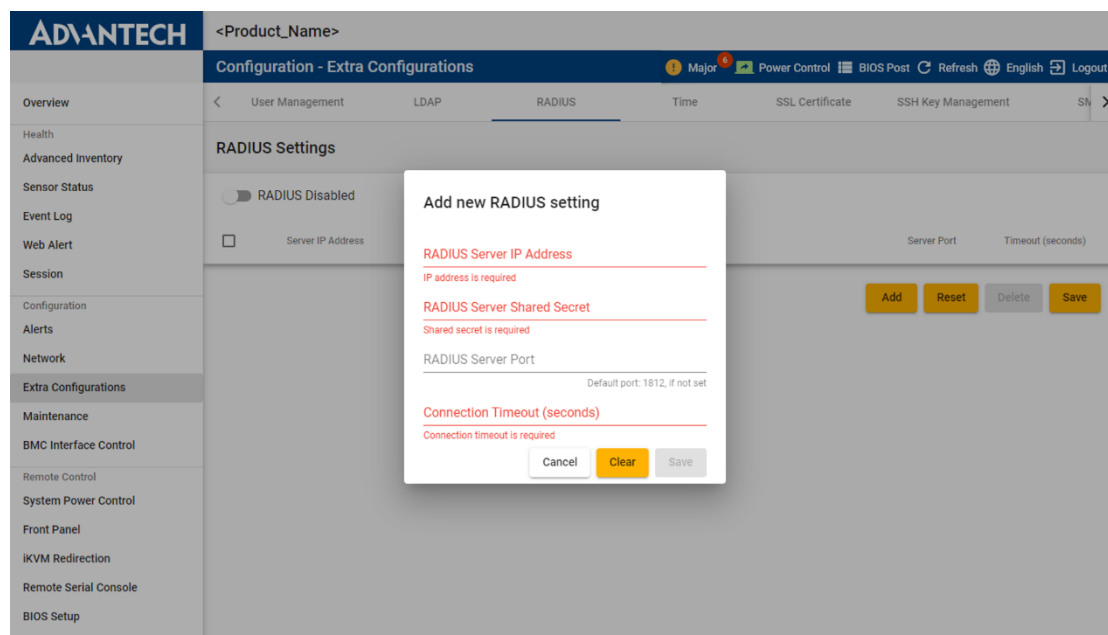 ADVANTECH
<Product_Name>
Configuration - Extra Configurations
Major
6
Power Control
BIOS Post
Refresh
English
Logout
Overview
Health
Advanced Inventory
Sensor Status
Event Log
Web Alert
Session
Configuration
Alerts
Network
Extra Configurations
Maintenance
BMC Interface Control
Remote Control
System Power Control
Front Panel
iKVM Redirection
Remote Serial Console
BIOS Setup
User Management
LDAP
RADIUS
Time
SSL Certificate
SSH Key Management
RADIUS Settings
RADIUS Disabled
Server IP Address
Server Port
Timeout (seconds)
Add
Reset
Delete
Save
Add new RADIUS setting
RADIUS Server IP Address
IP address is required
RADIUS Server Shared Secret
Shared secret is required
RADIUS Server Port
Default port: 1812, if not set
Connection Timeout (seconds)
Connection timeout is required
Cancel
Clear
Save